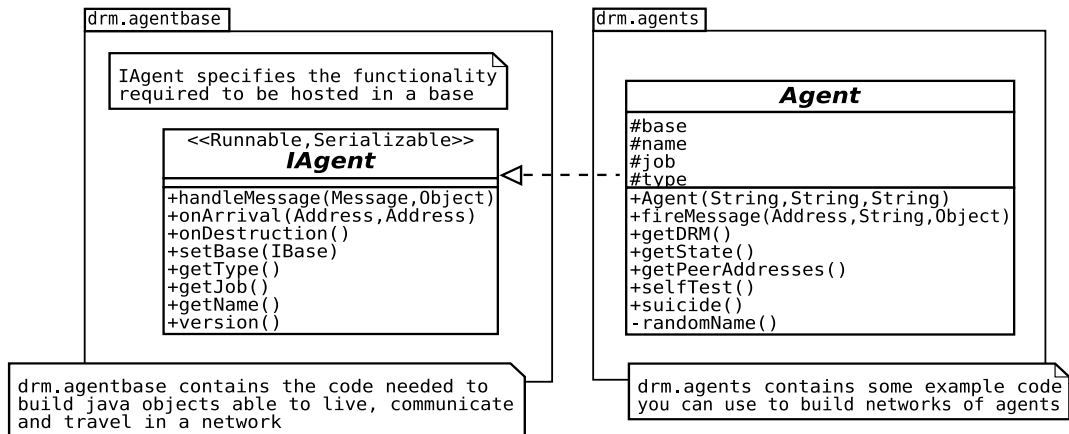 drm.agentbase
IAgent specifies the functionality
required to be hosted in a base
<<Runnable,Serializable>>
IAgent
+handleMessage(Message,Object)
+onArrival(Address,Address)
+onDestruction()
+setBase(IBase)
+getType()
+getJob()
+getName()
+version()
drm.agentbase contains the code needed to
build java objects able to live, communicate
and travel in a network
drm.agents
Agent
#base
#name
#job
#type
+Agent(String,String,String)
+fireMessage(Address,String,Object)
+getDRM()
+getState()
+getPeerAddresses()
+selfTest()
+suicide()
-randomName()
drm.agents contains some example code
you can use to build networks of agents